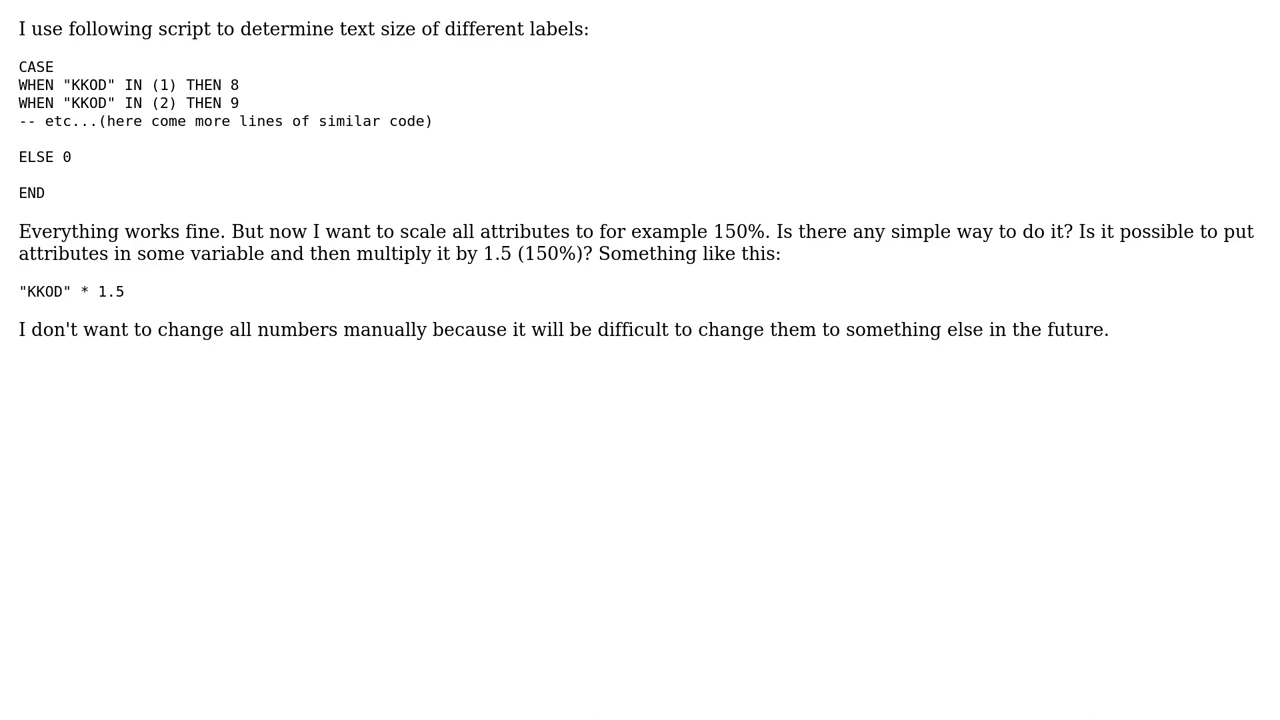 I use following script to determine text size of different labels:
CASE
WHEN "KKOD" IN (1) THEN 8
WHEN "KKOD" IN (2) THEN 9
-- etc...(here come more lines of similar code)
ELSE 0
END
Everything works fine. But now I want to scale all attributes to for example 150%. Is there any simple way to do it? Is it possible to put
attributes in some variable and then multiply it by 1.5 (150%)? Something like this:
"KKOD" * 1.5
I don't want to change all numbers manually because it will be difficult to change them to something else in the future.